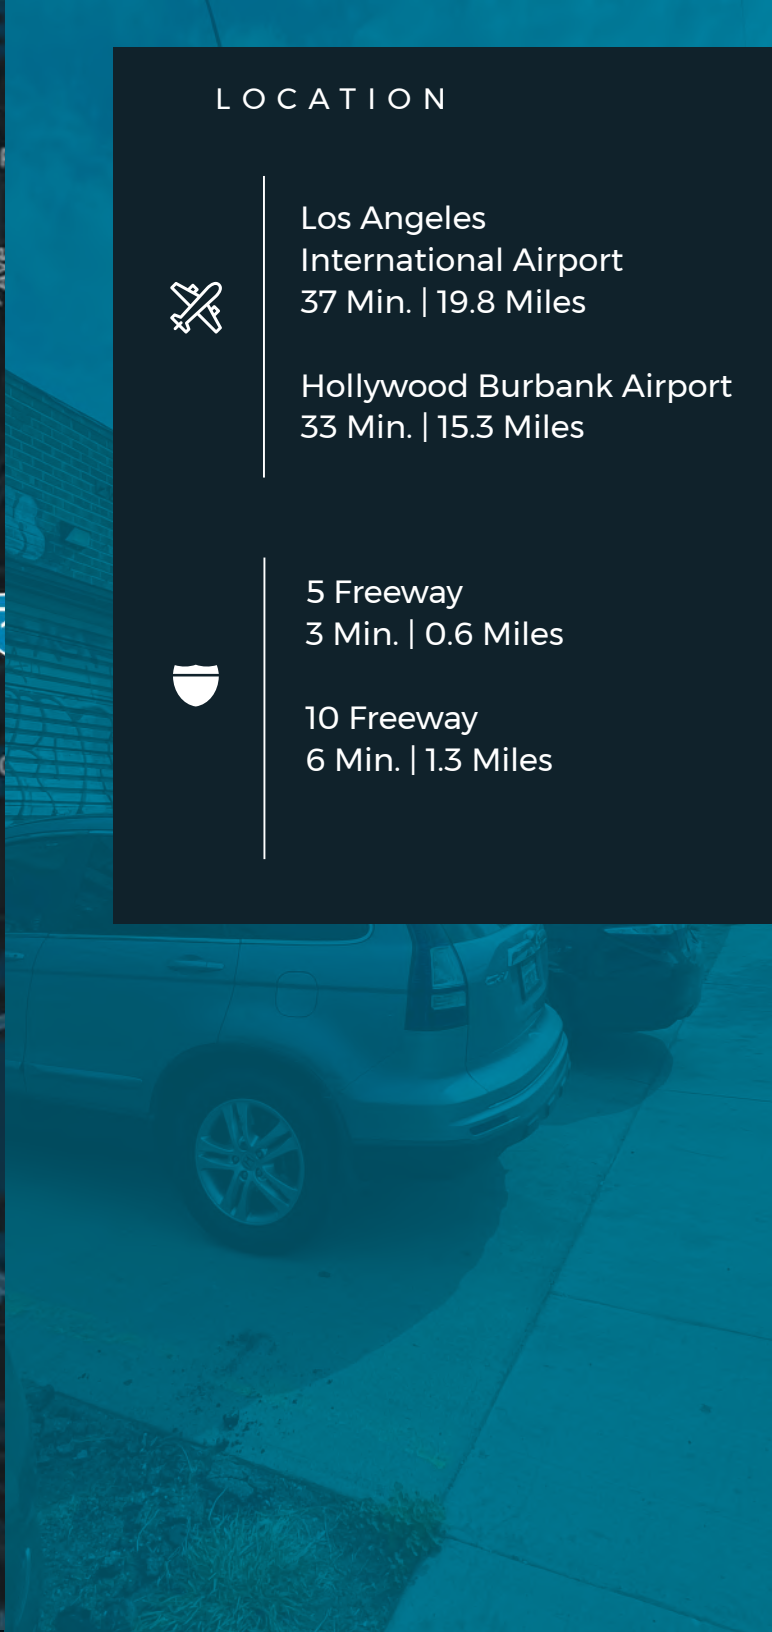 LOCATION
Los Angeles
International Airport
37 Min. | 19.8 Miles
Hollywood Burbank Airport
33 Min. | 15.3 Miles
5 Freeway
3 Min. | 0.6 Miles
10 Freeway
6 Min. | 1.3 Miles